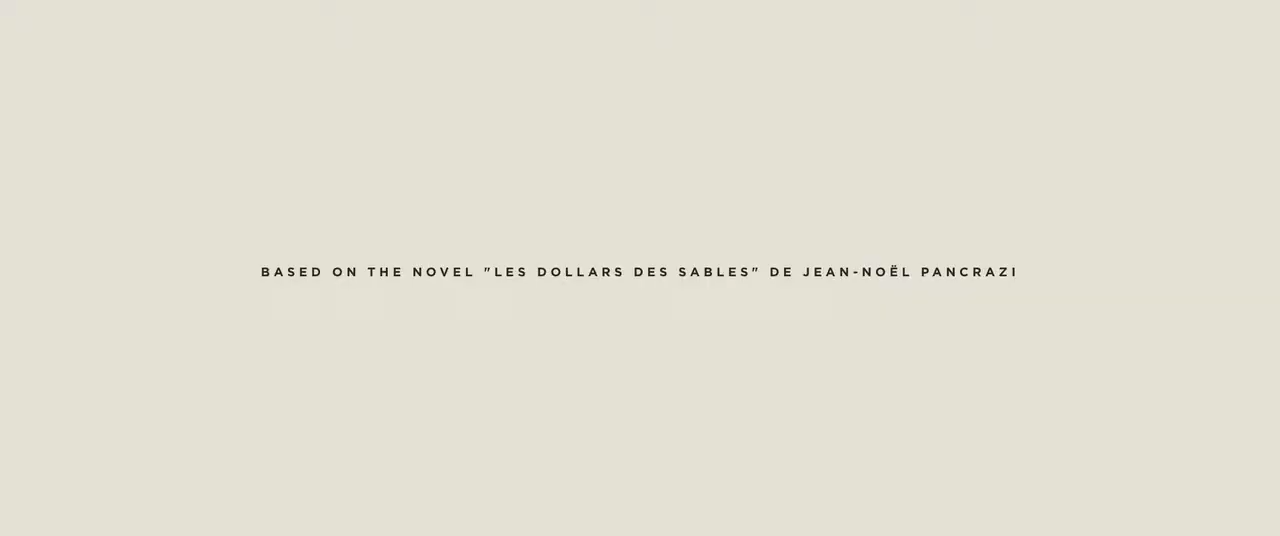 BASED ON THE NOVEL "LES DOLLARS DES SABLES" DE JEAN-NOËL PANCRAZI